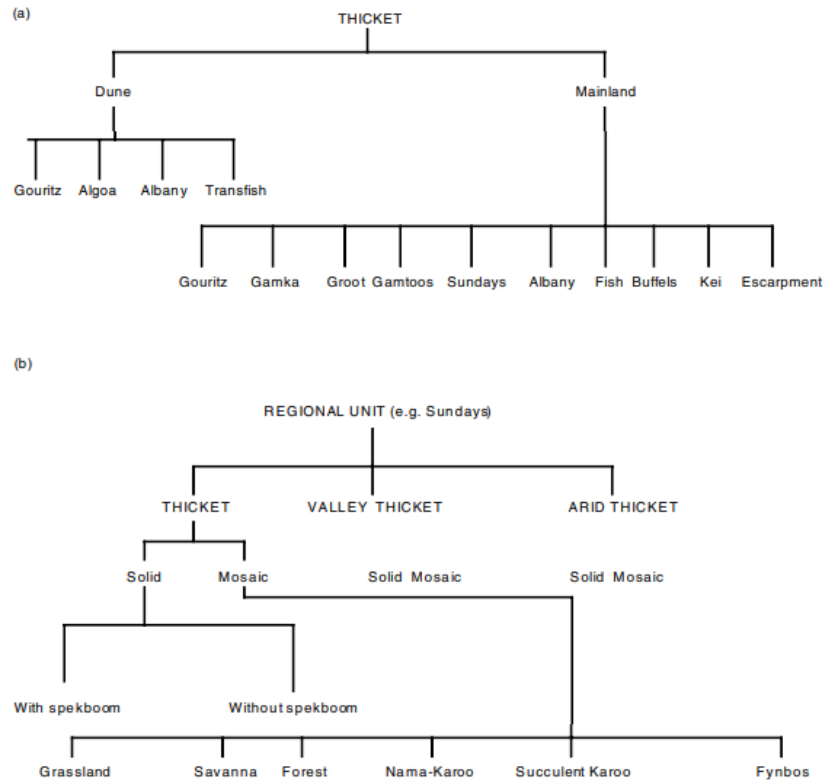 (a)
THICKET
Dune Mainland
Gouritz Algoa Albany Transfish
Gouritz Gamka Groot Gamtoos Sundays Albany Fish Buffels Kei Escarpment
(b)
REGIONAL UNIT (e.g. Sundays)
THICKET VALLEY THICKET ARID THICKET
Solid Mosaic Solid Mosaic Solid Mosaic
With spekboom Without spekboom
Grassland Savanna Forest Nama-Karoo Succulent Karoo Fynbos